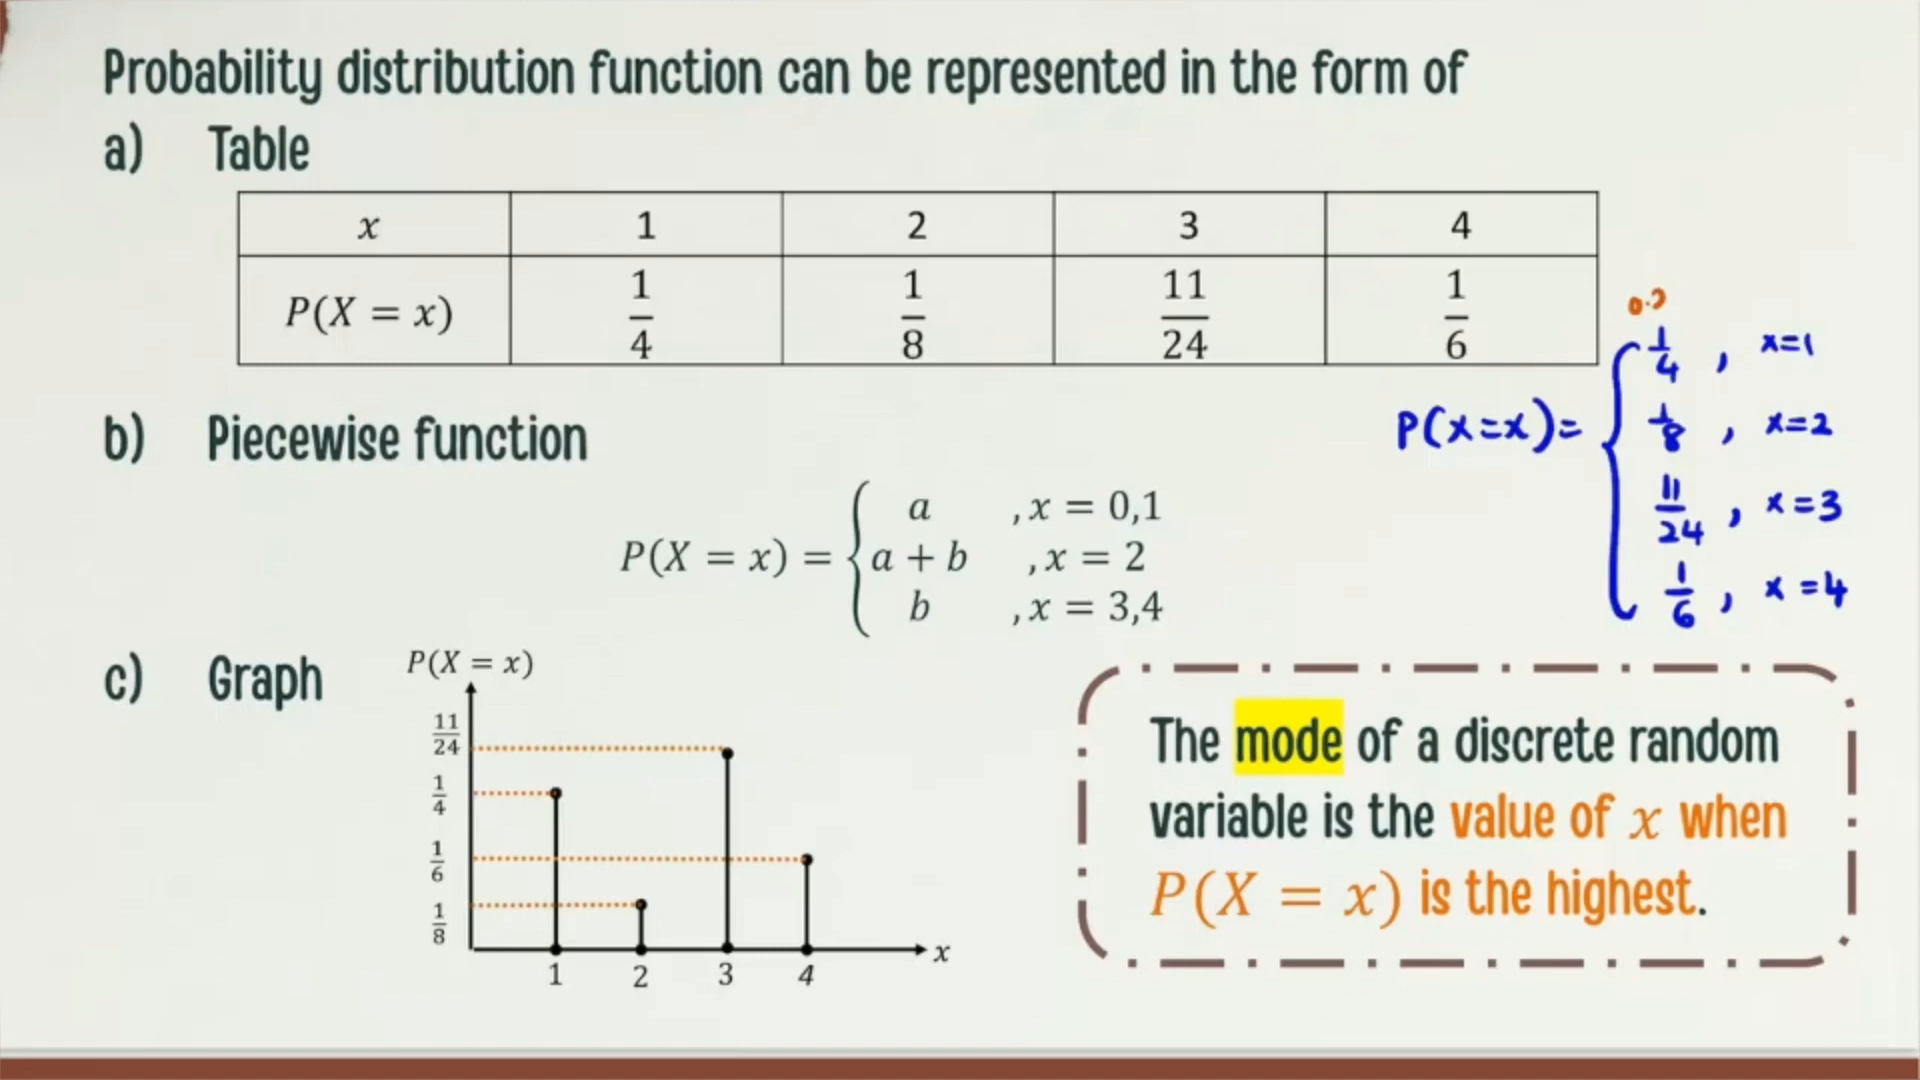 Probability distribution function can be represented in the form of
a) Table
x 1 2 3 4
P(X = x) 1/4 1/8 11/24 1/6
P(x=x)= { 1/4 , x=1
1/8 , x=2
11/24 , x=3
1/6 , x=4
b) Piecewise function
P(X = x) = { a , x = 0,1
a + b , x = 2
b , x = 3,4
c) Graph
P(X = x)
11/24
1/4
1/6
1/8
1 2 3 4 x
The mode of a discrete random
variable is the value of x when
P(X = x) is the highest.